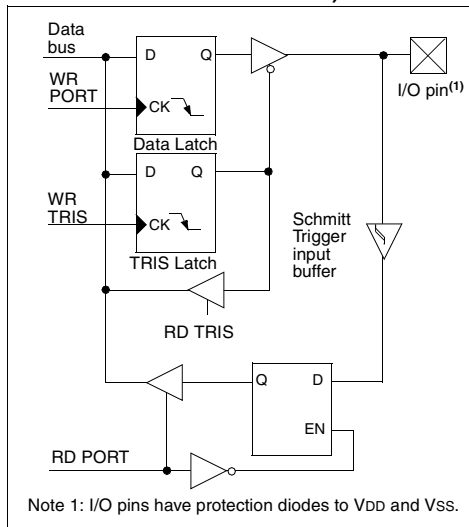 Data
bus
D Q
WR
PORT
CK
I/O pin(1)
Data Latch
D Q
WR
TRIS
CK
TRIS Latch
Schmitt
Trigger
input
buffer
RD TRIS
Q D
EN
RD PORT
Note 1: I/O pins have protection diodes to VDD and VSS.